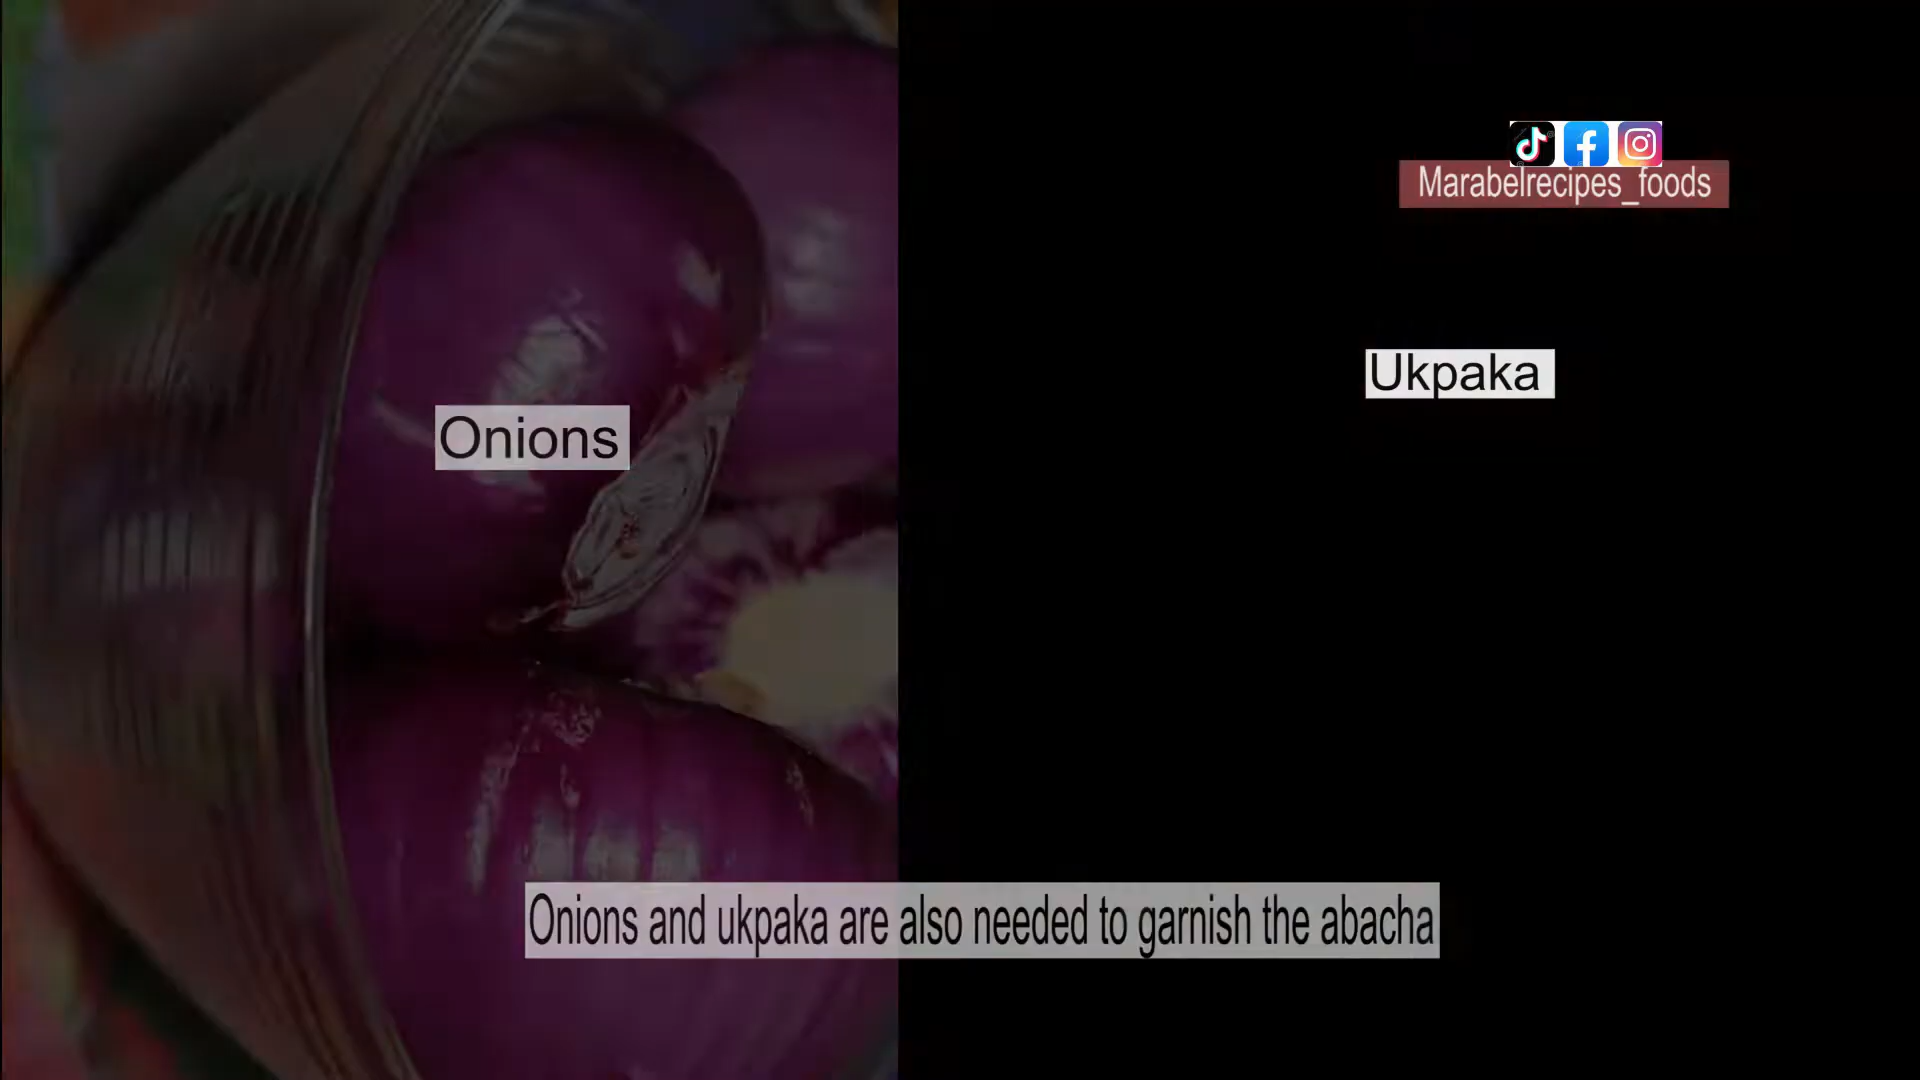 Marabelrecipes_foods
Ukpaka
Onions
Onions and ukpaka are also needed to garnish the abacha